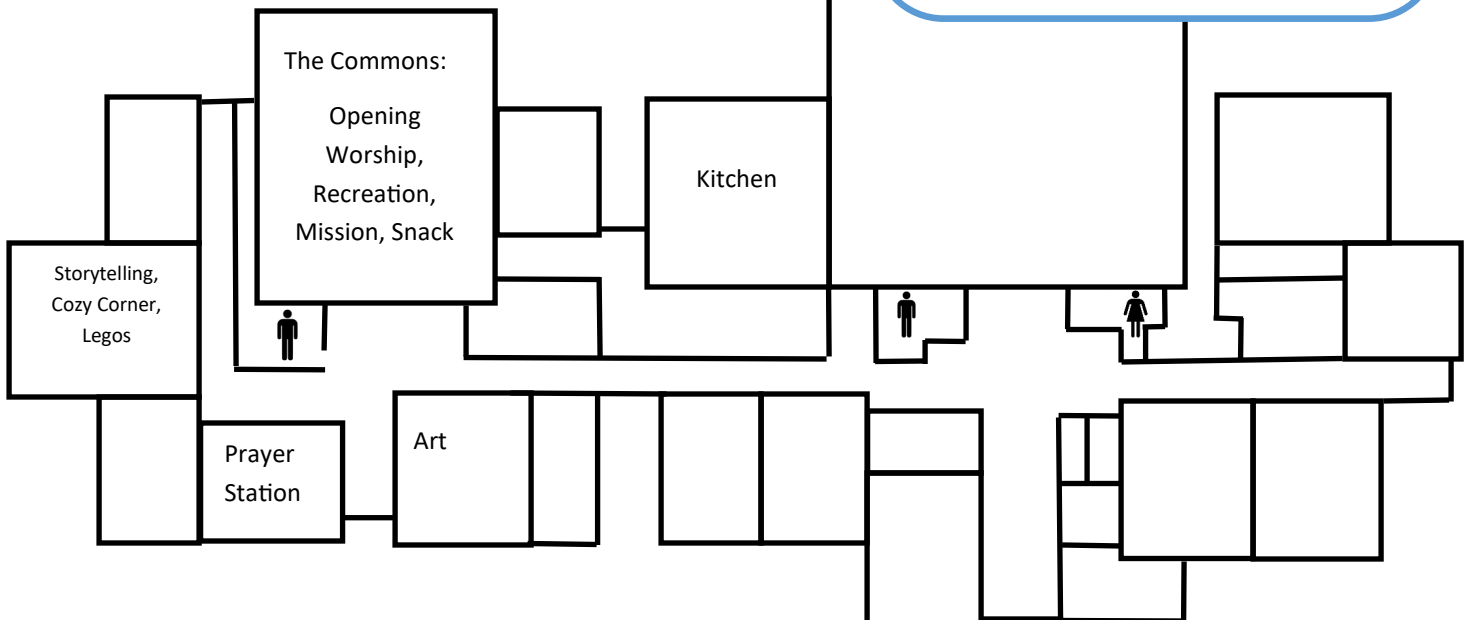 The Commons:
Opening
Worship,
Recreation,
Mission, Snack
Kitchen
Storytelling,
Cozy Corner,
Legos
Prayer
Station
Art